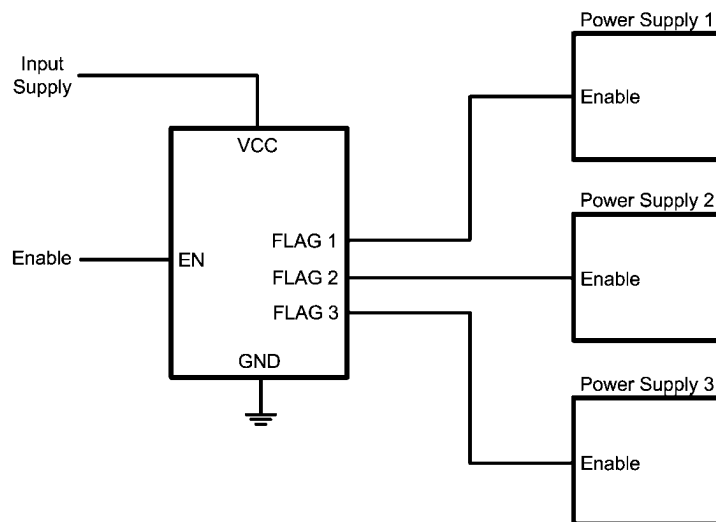 Power Supply 1
Input
Supply
Enable
VCC
Power Supply 2
FLAG 1
Enable
EN
FLAG 2
Enable
FLAG 3
GND
Power Supply 3
Enable